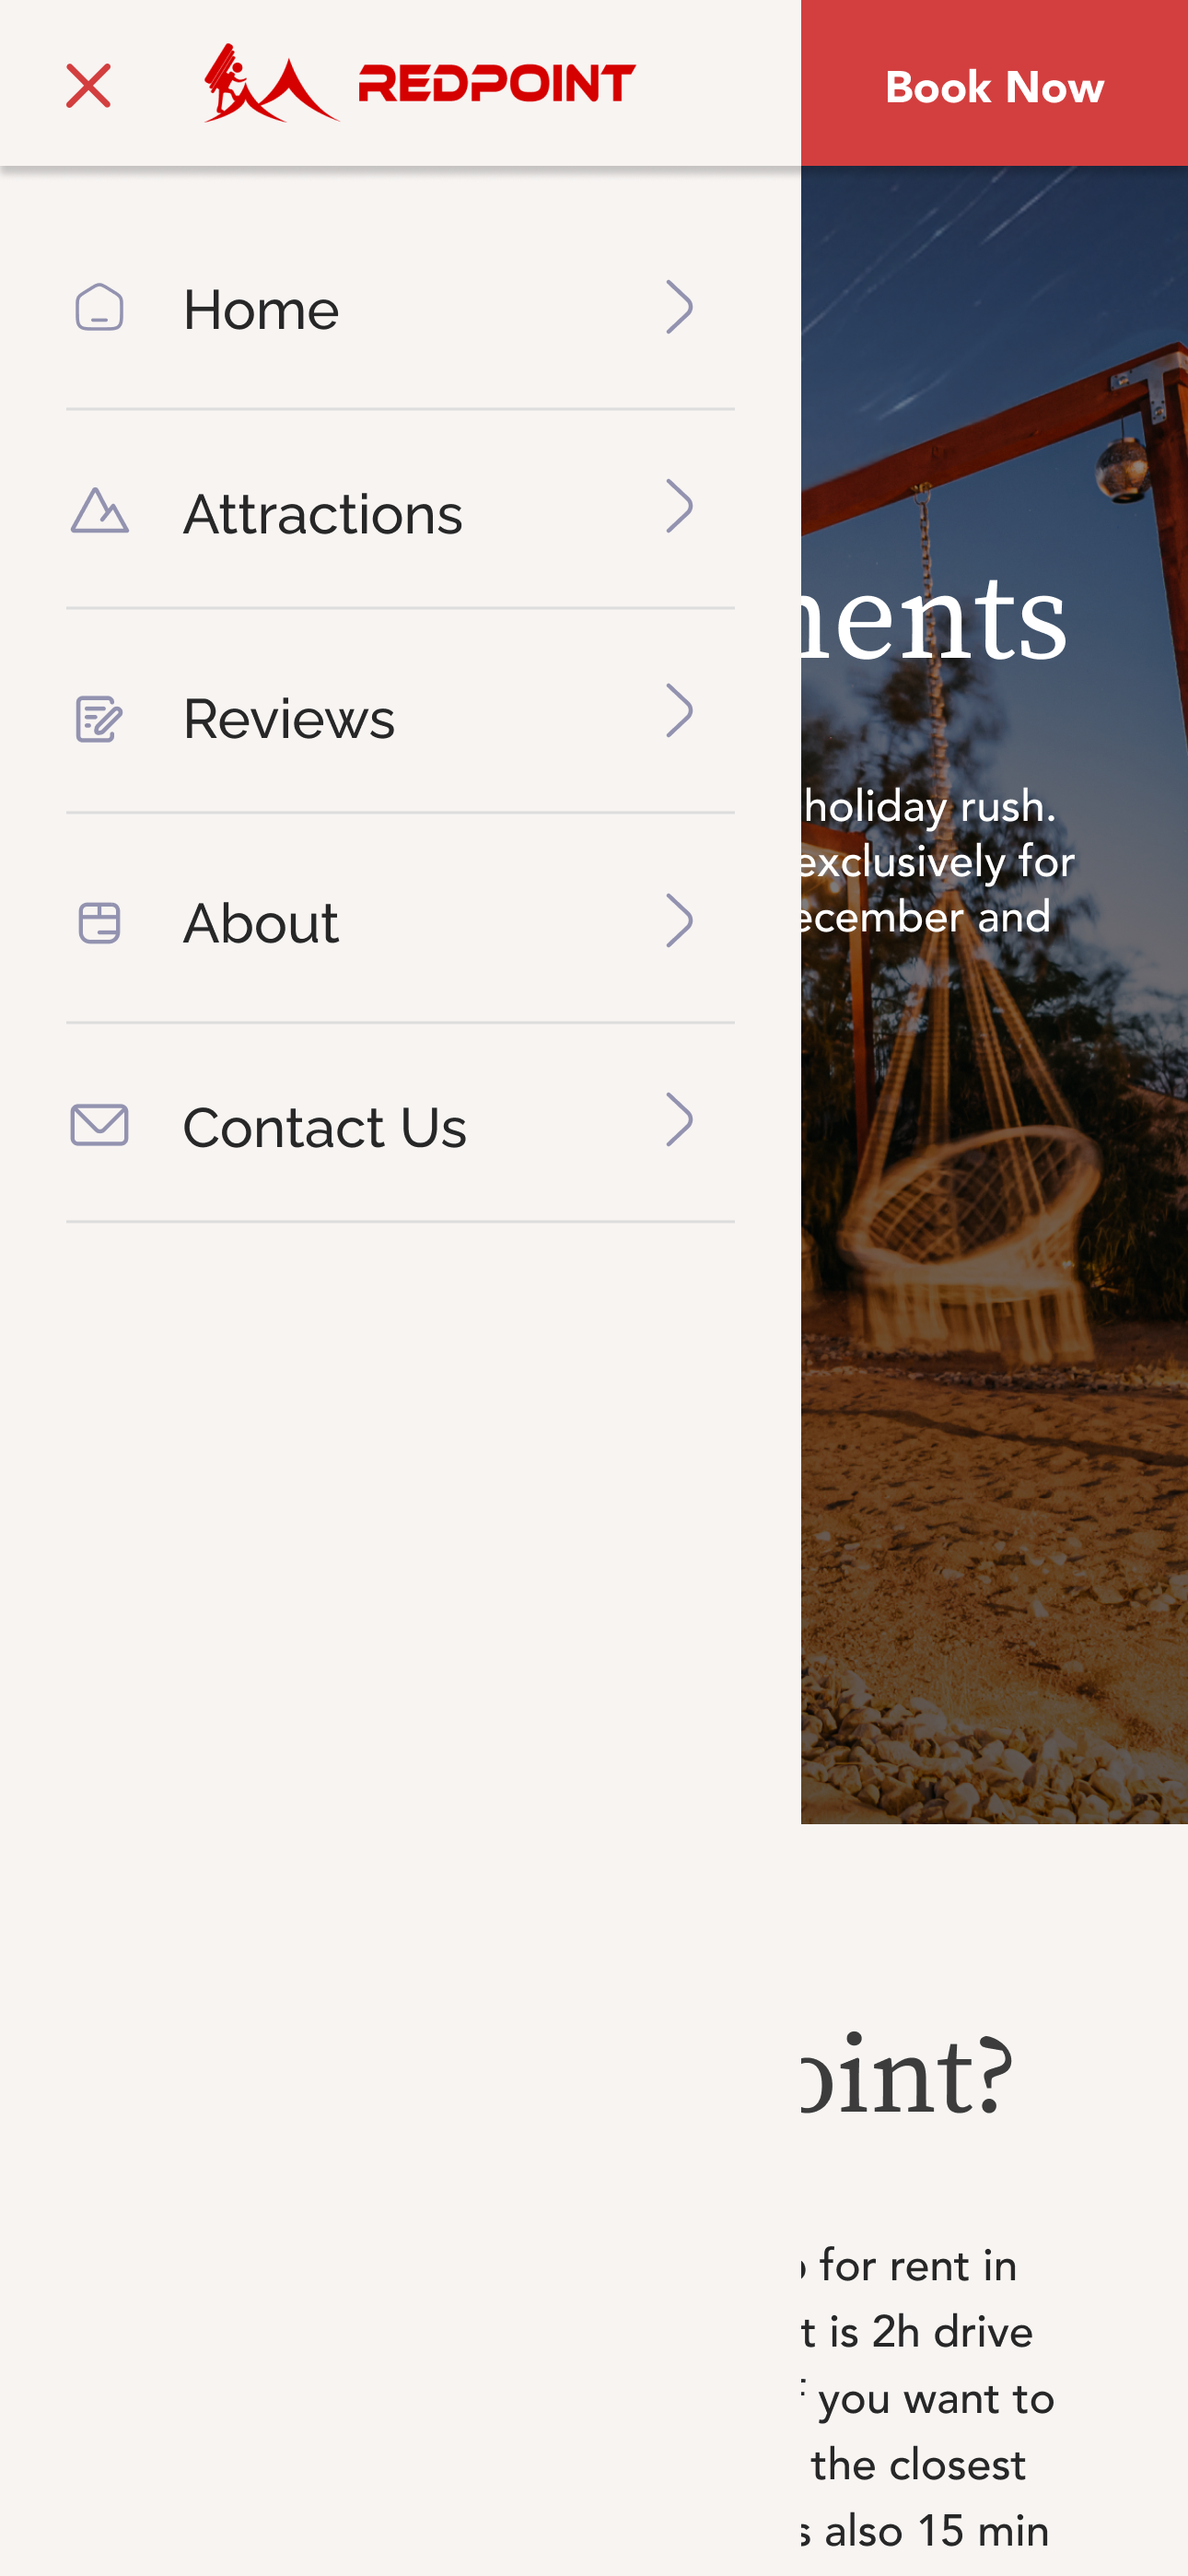 REDPOINT
Book Now
Home
Attractions
Reviews
About
Contact Us
ents
holiday rush.
exclusively for
ecember and
oint?
for rent in
t is 2h drive
you want to
the closest
s also 15 min